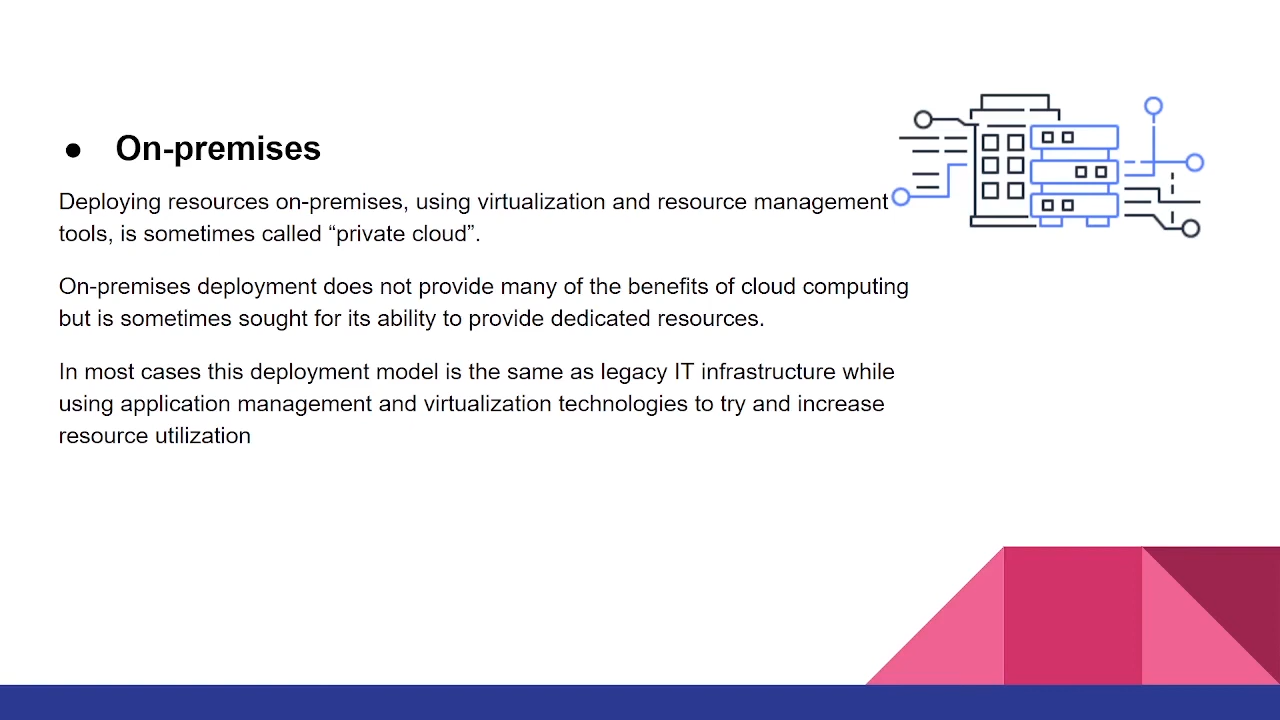 ● On-premises
Deploying resources on-premises, using virtualization and resource management
tools, is sometimes called “private cloud”.
On-premises deployment does not provide many of the benefits of cloud computing
but is sometimes sought for its ability to provide dedicated resources.
In most cases this deployment model is the same as legacy IT infrastructure while
using application management and virtualization technologies to try and increase
resource utilization